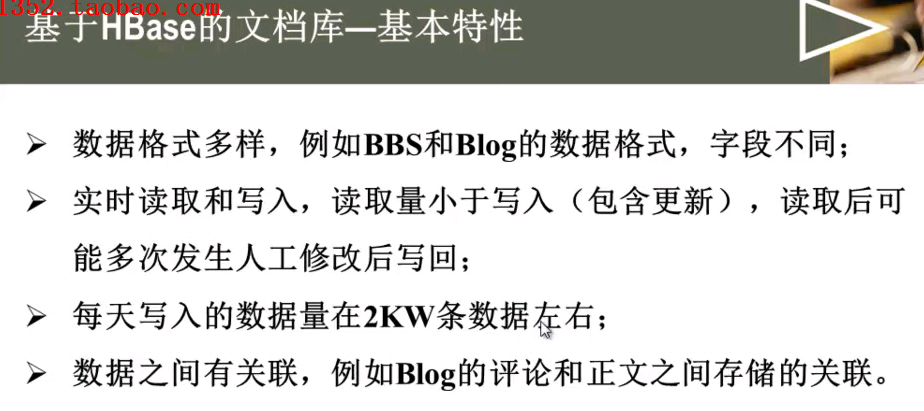 1352.taobao.com
基于HBase的文档库—基本特性
➢ 数据格式多样，例如BBS和Blog的数据格式，字段不同；
➢ 实时读取和写入，读取量小于写入（包含更新），读取后可
能多次发生人工修改后写回；
➢ 每天写入的数据量在2KW条数据左右；
➢ 数据之间有关联，例如Blog的评论和正文之间存储的关联。